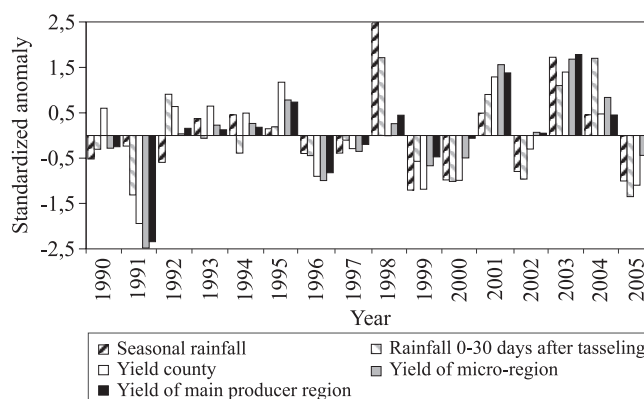 2,5
1,5
0,5
-0,5
-1,5
-2,5
Standardized anomaly
1990 1991 1992 1993 1994 1995 1996 1997 1998 1999 2000 2001 2002 2003 2004 2005
Year
Seasonal rainfall
Rainfall 0-30 days after tasseling
Yield county
Yield of micro-region
Yield of main producer region